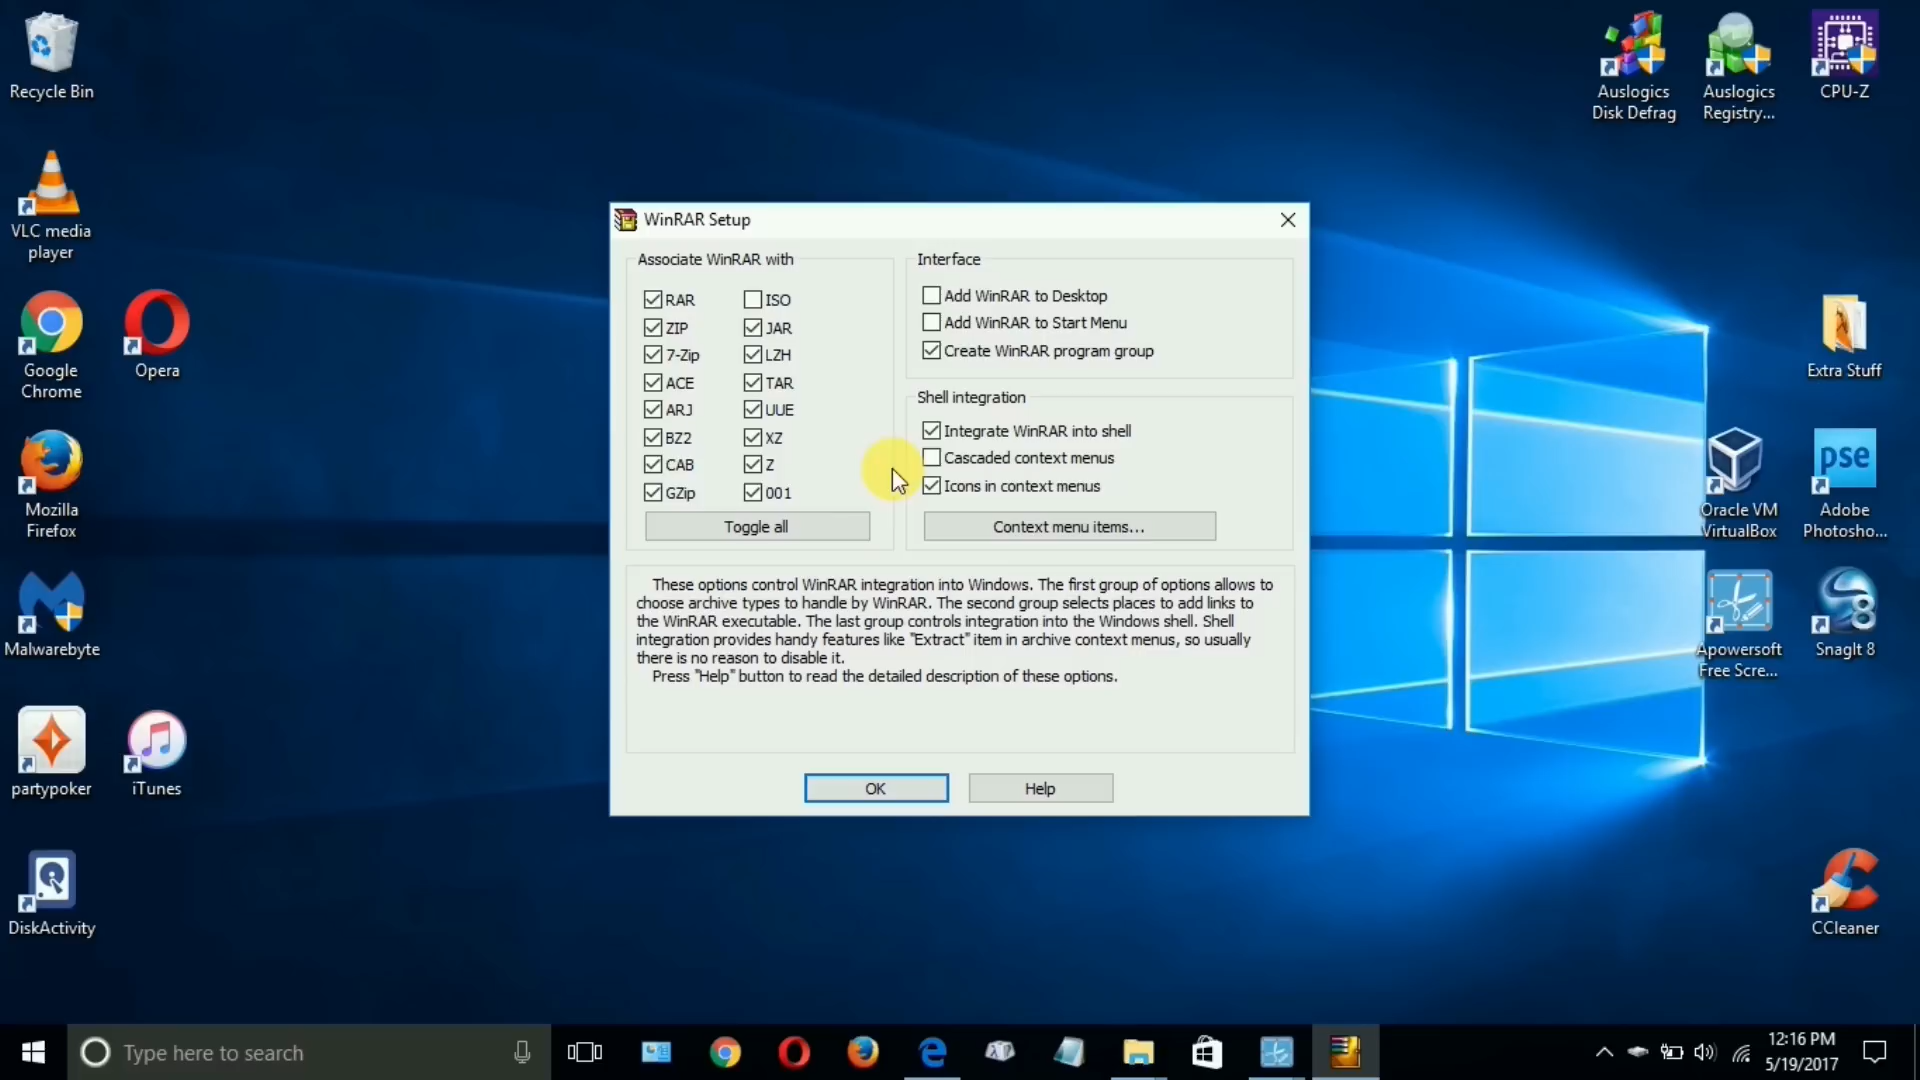 Recycle Bin
VLC media
player
Google
Chrome
Opera
Mozilla
Firefox
Malwarebyte
partypoker
iTunes
DiskActivity
WinRAR Setup
Associate WinRAR with
RAR
ISO
ZIP
JAR
7-Zip
LZH
ACE
TAR
ARJ
UUE
BZ2
XZ
CAB
Z
GZip
001
Toggle all
Interface
Add WinRAR to Desktop
Add WinRAR to Start Menu
Create WinRAR program group
Shell integration
Integrate WinRAR into shell
Cascaded context menus
Icons in context menus
Context menu items...
These options control WinRAR integration into Windows. The first group of options allows to
choose archive types to handle by WinRAR. The second group selects places to add links to
the WinRAR executable. The last group controls integration into the Windows shell. Shell
integration provides handy features like "Extract" item in archive context menus, so usually
there is no reason to disable it.
Press "Help" button to read the detailed description of these options.
OK
Help
Auslogics
Disk Defrag
Auslogics
Registry...
CPU-Z
Extra Stuff
Oracle VM
VirtualBox
pse
Adobe
Photosho...
Apowersoft
Free Scre...
8
SnagIt 8
CCleaner
Type here to search
12:16 PM
5/19/2017